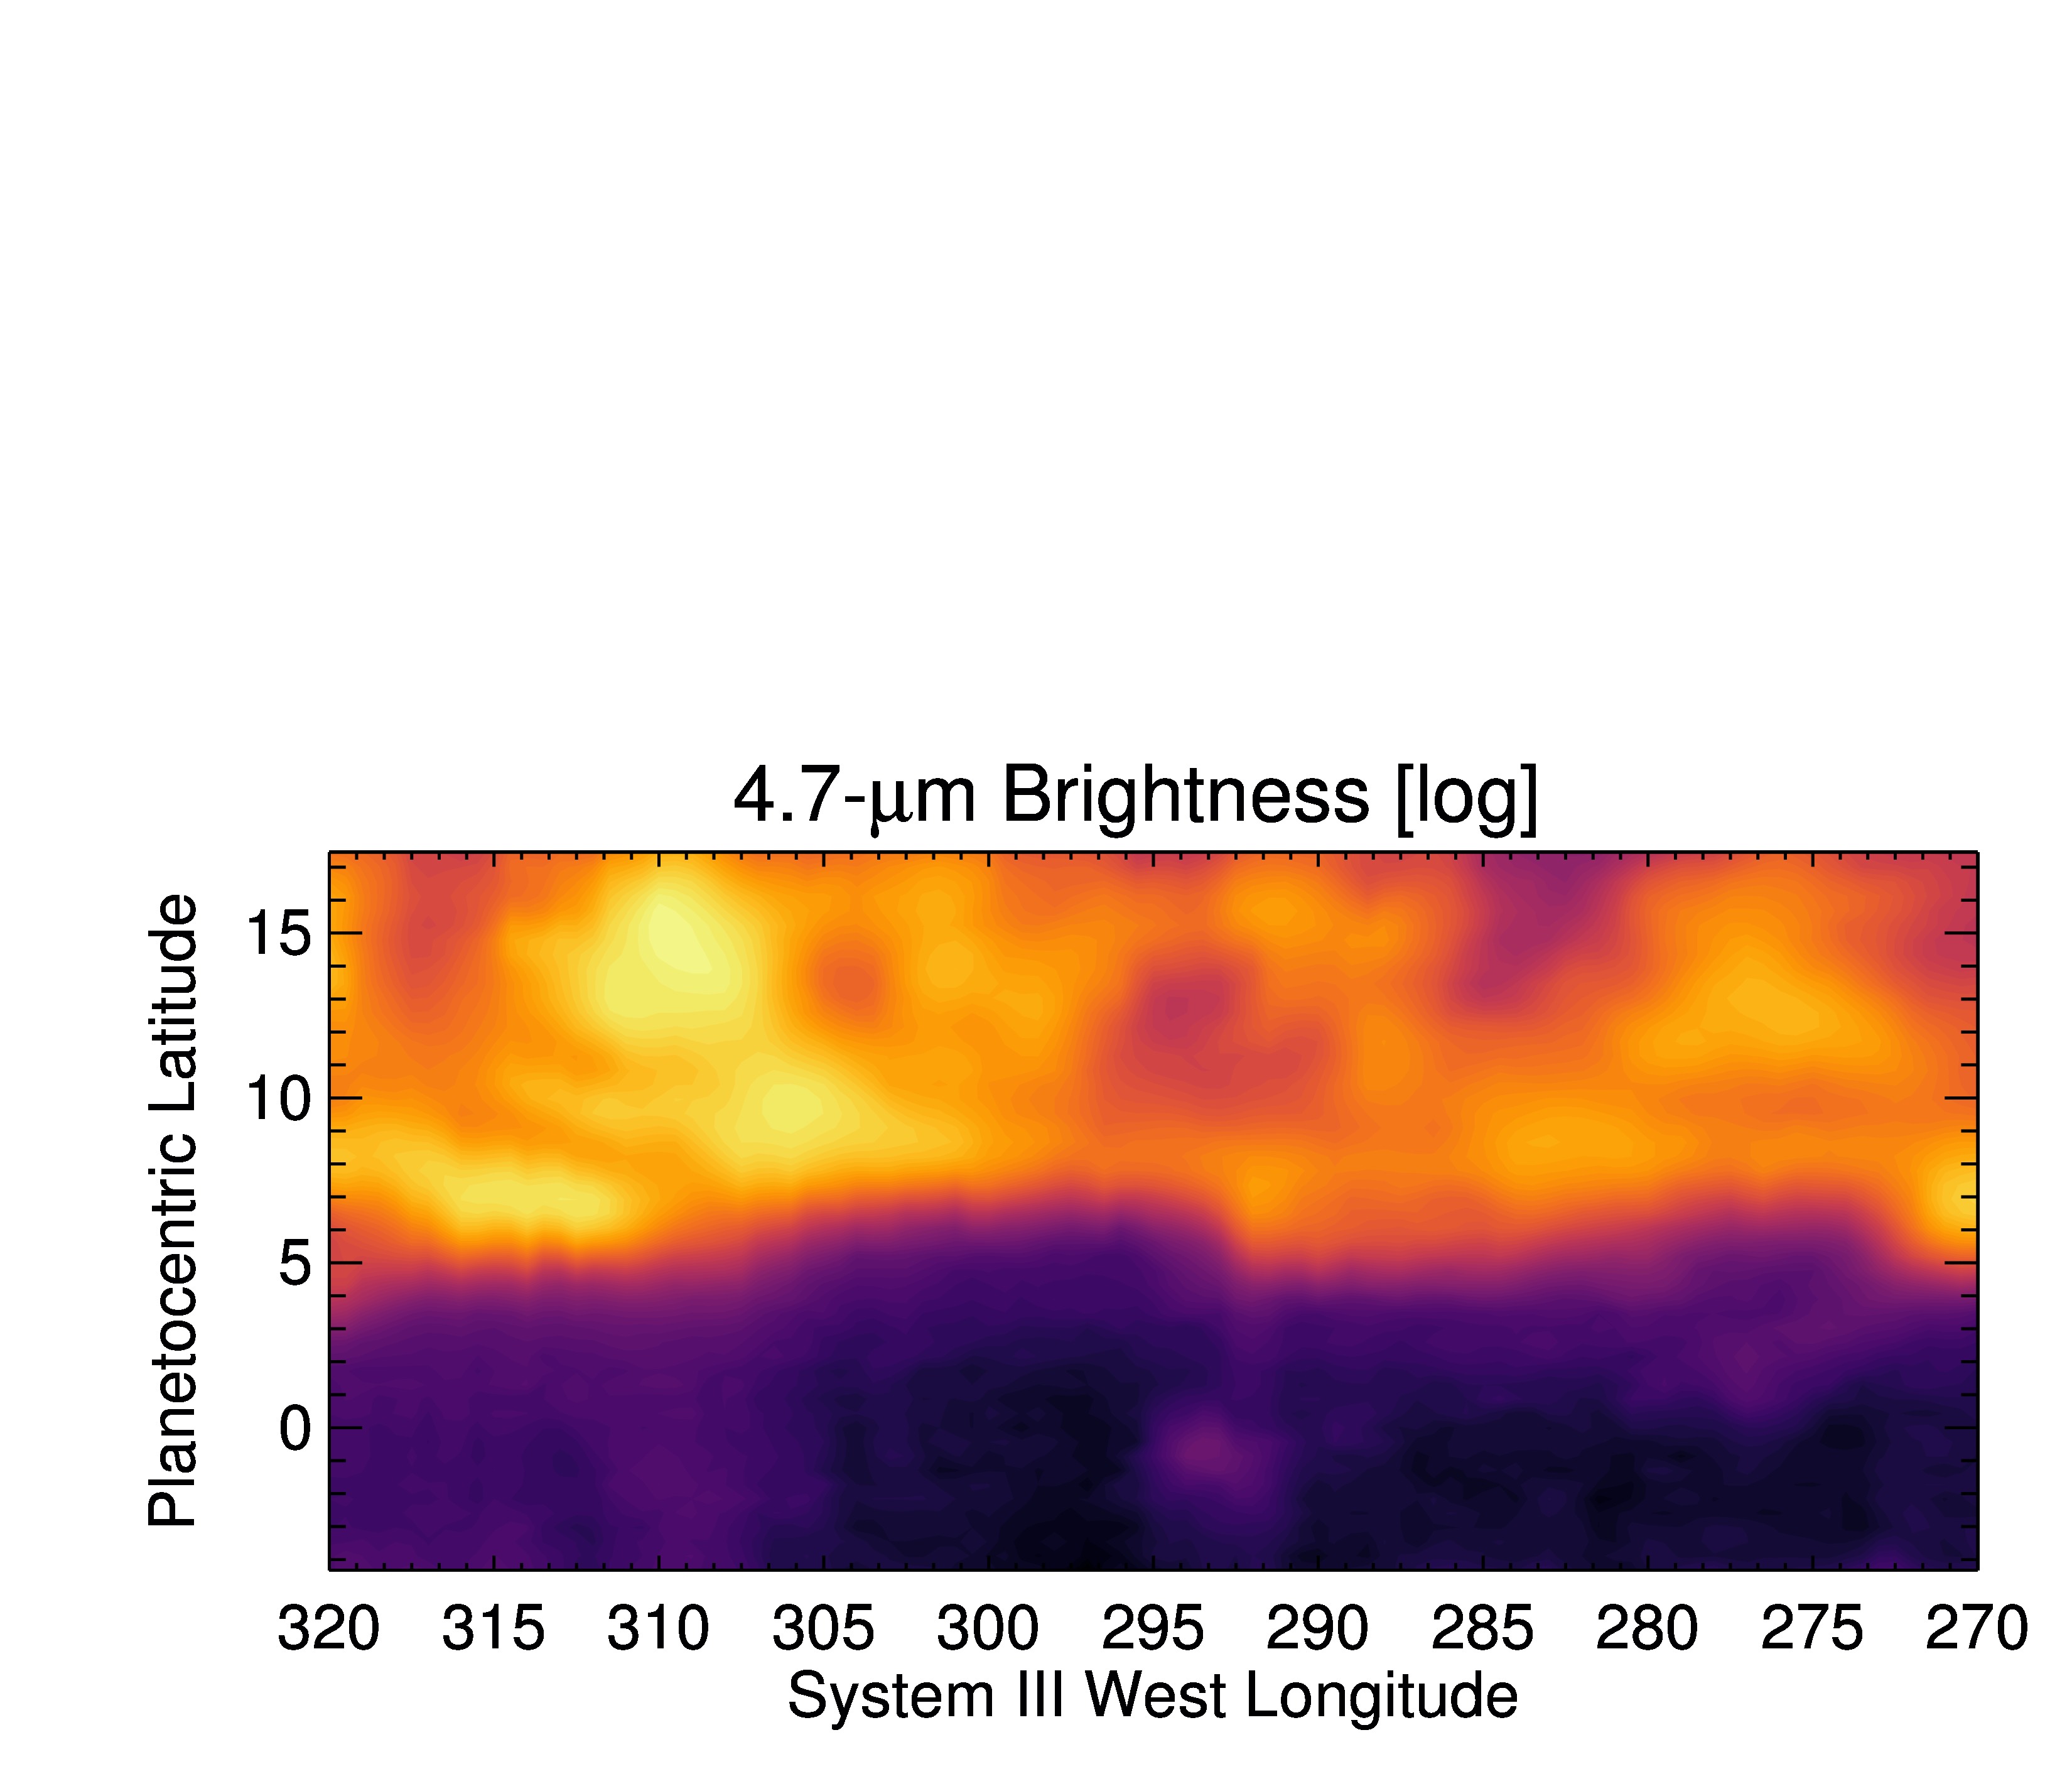 4.7-µm Brightness [log]
Planetocentric Latitude
15
10
5
0
320 315 310 305 300 295 290 285 280 275 270
System III West Longitude